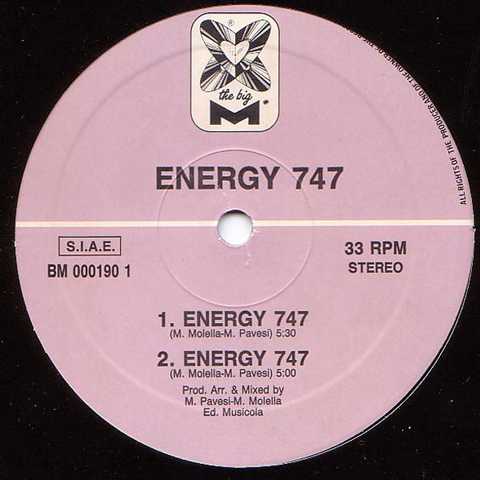 ®
the big
M
ENERGY 747
S.I.A.E.
BM 000190 1
33 RPM
STEREO
1. ENERGY 747
(M. Molella-M. Pavesi) 5:30
2. ENERGY 747
(M. Molella-M. Pavesi) 5:00
Prod. Arr. & Mixed by
M. Pavesi-M. Molella
Ed. Musicola
ALL RIGHTS OF THE PRODUCER AND OF THE OWNER OF THE